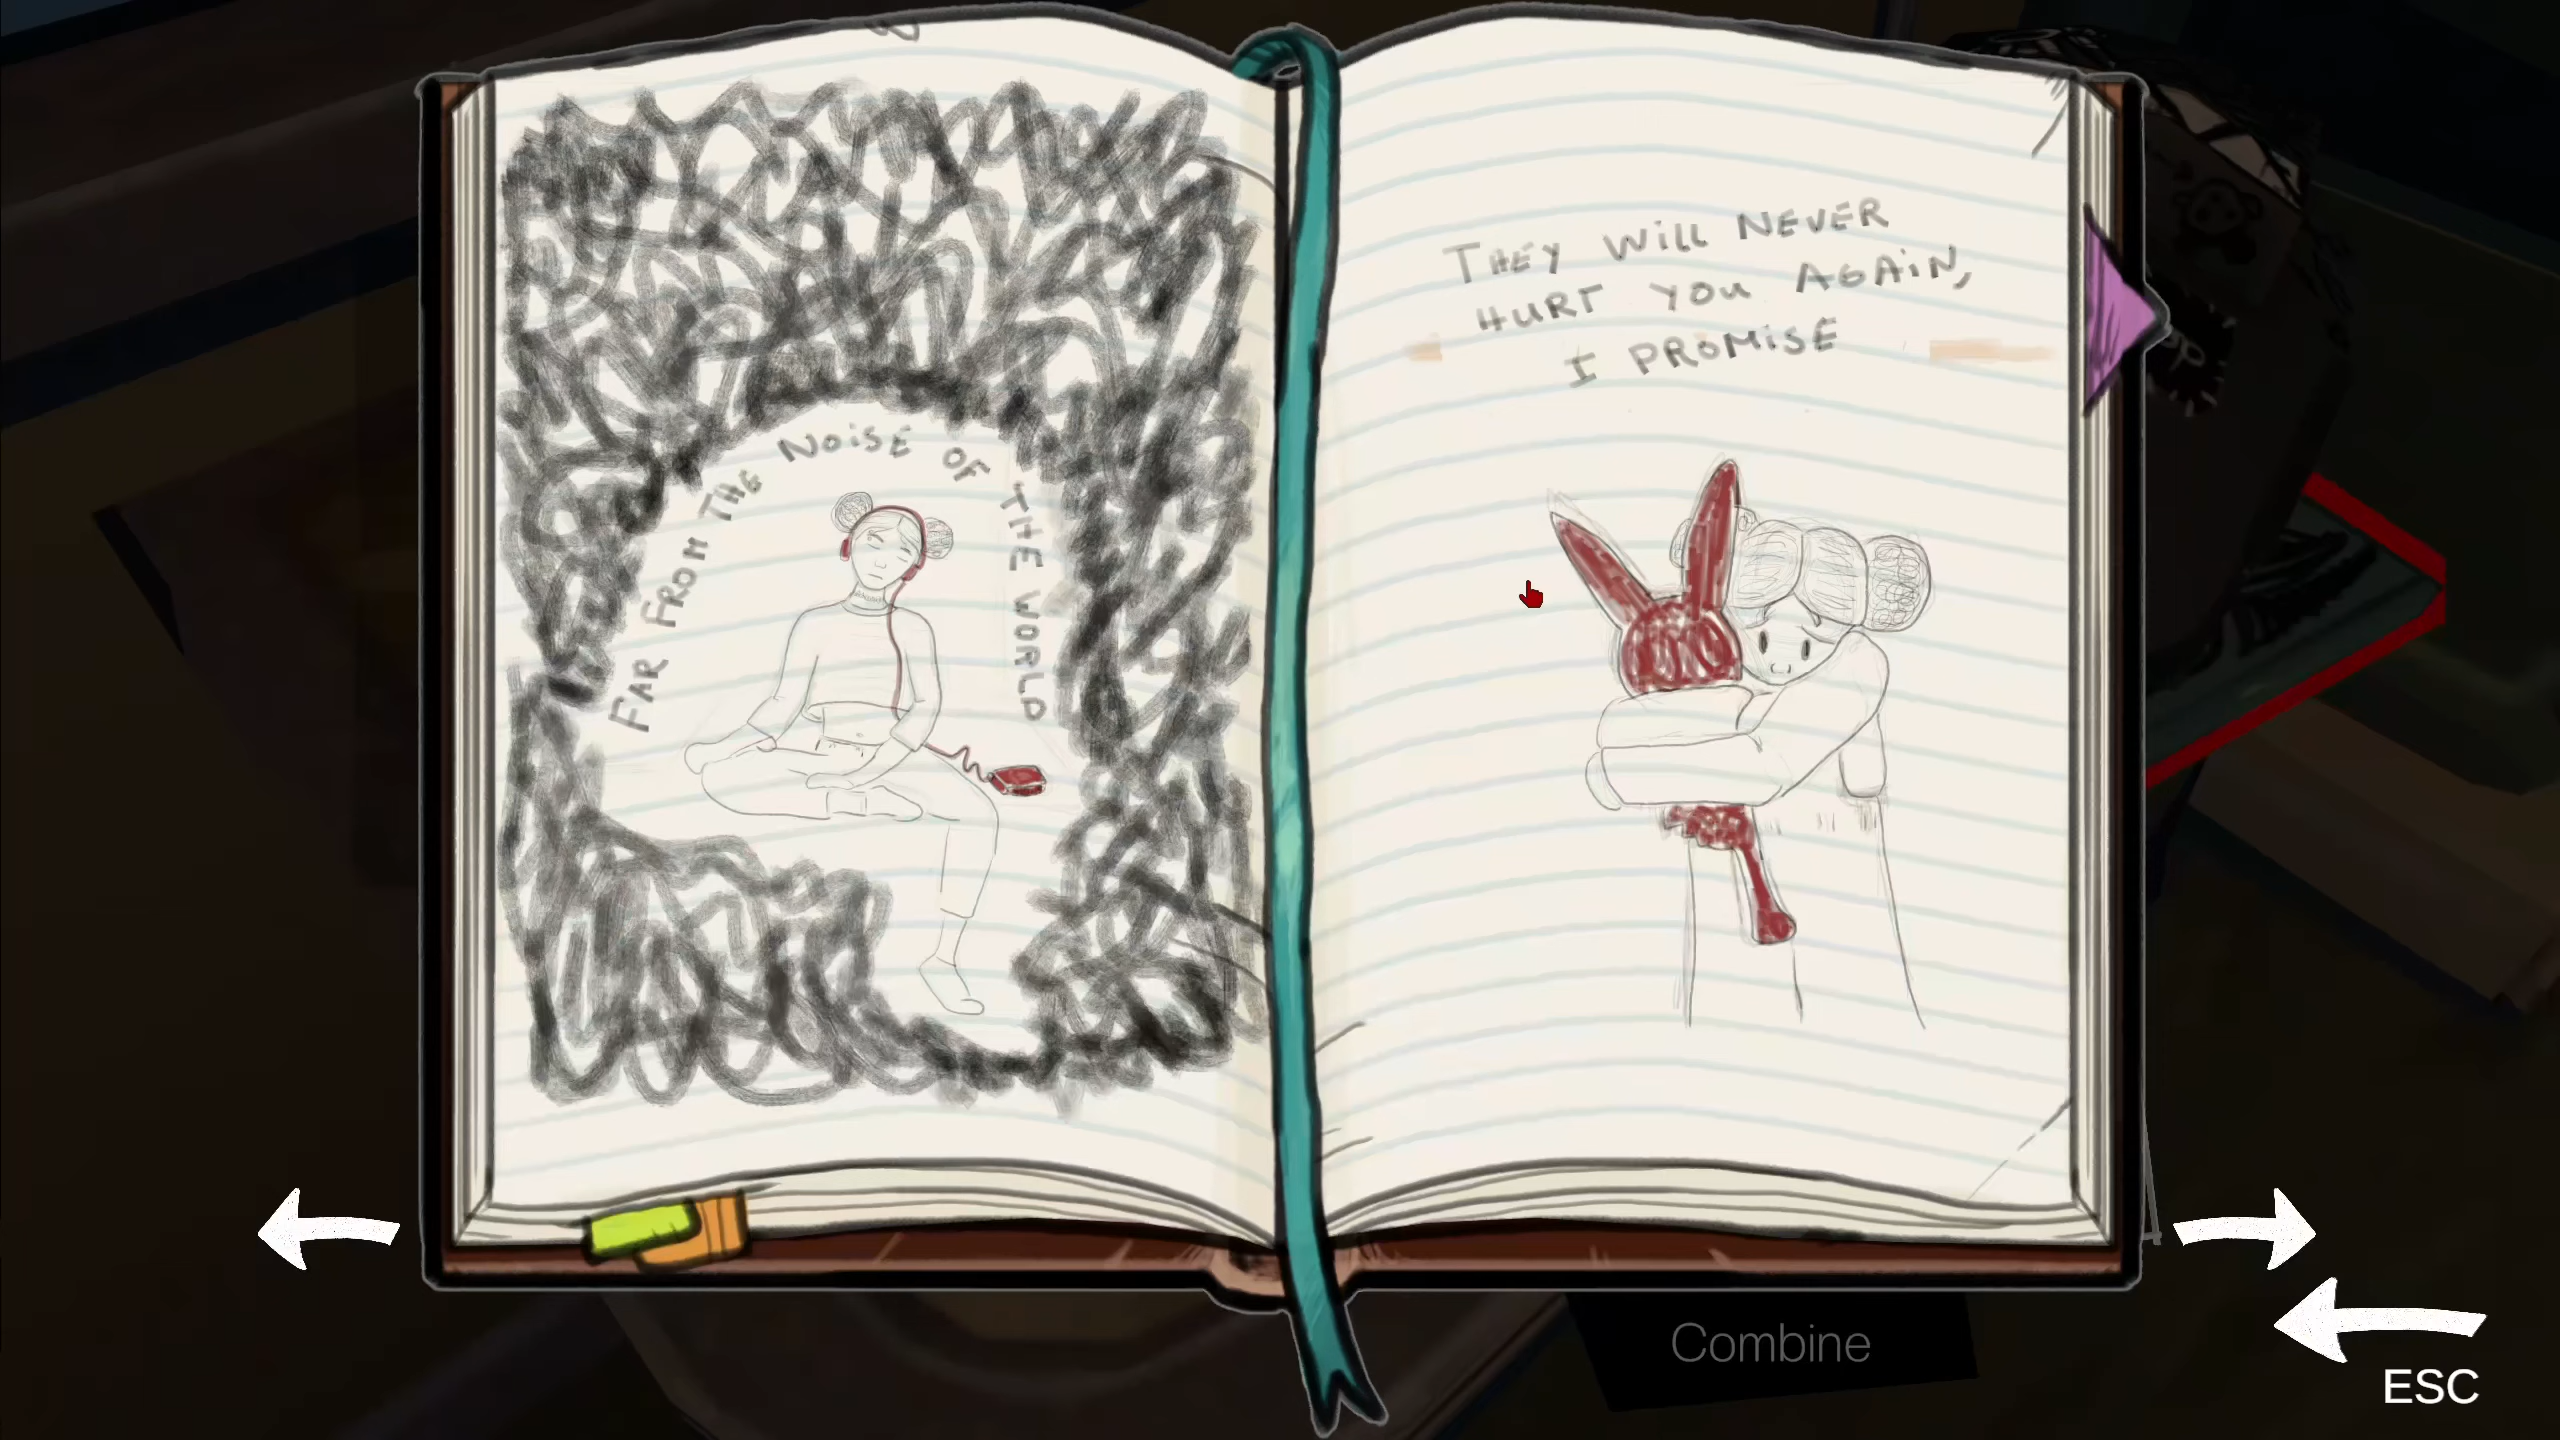 FAR FROM THE NOISE OF THE WORLD
THEY WILL NEVER
HURT YOU AGAIN,
I PROMISE
Combine
ESC